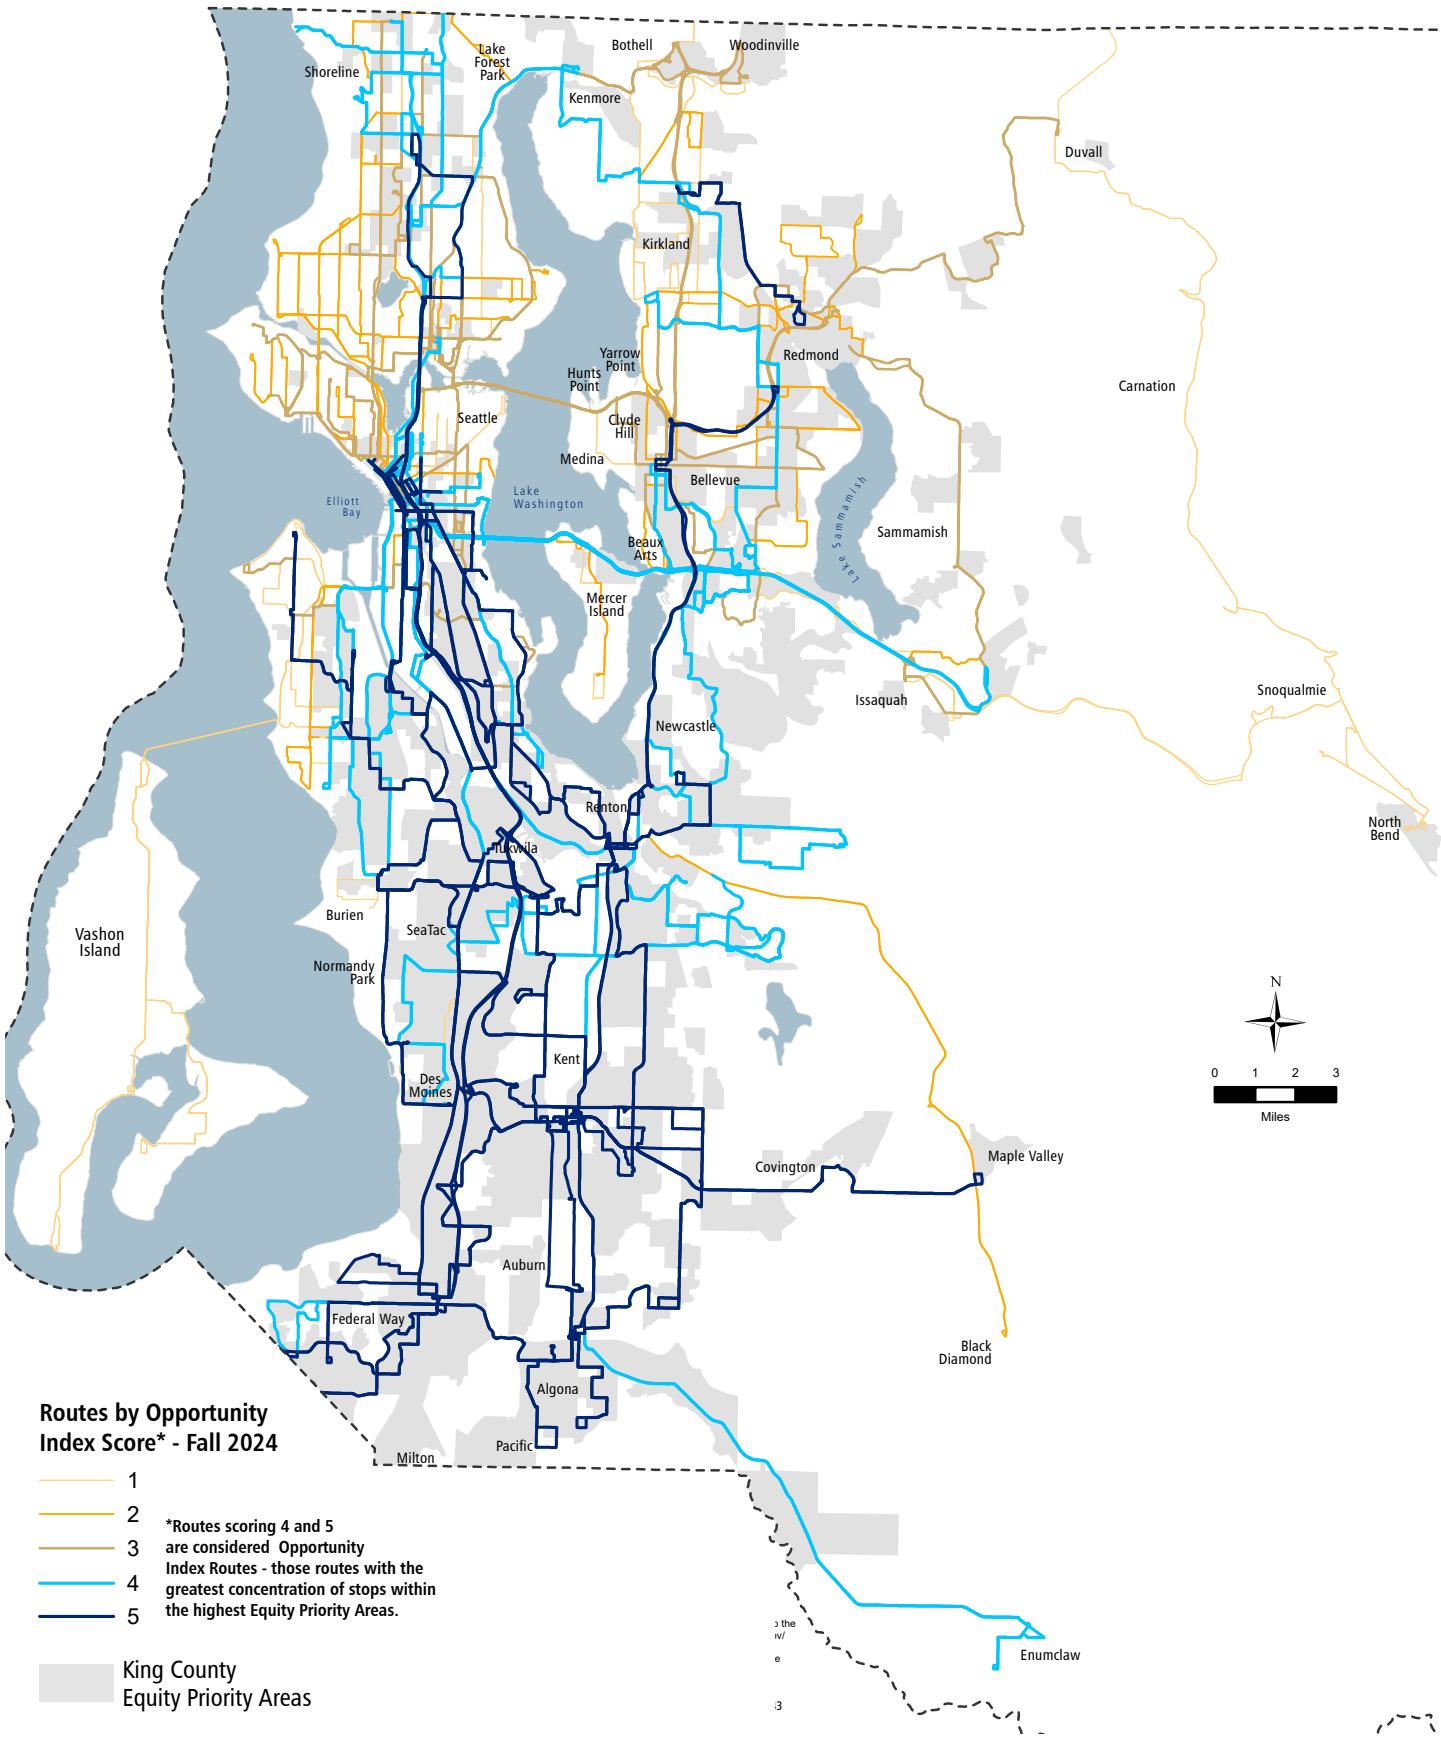 Bothell
Woodinville
Lake
Forest
Park
Shoreline
Kenmore
Duvall
Kirkland
Yarrow
Point
Hunts
Point
Redmond
Carnation
Seattle
Clyde
Hill
Medina
Bellevue
Elliott
Bay
Lake
Washington
Lake Sammamish
Sammamish
Beaux
Arts
Mercer
Island
Issaquah
Snoqualmie
Newcastle
Renton
North
Bend
Tukwila
Burien
Vashon
Island
SeaTac
Normandy
Park
N
Kent
Des
Moines
0 1 2 3
Miles
Covington
Maple Valley
Auburn
Federal Way
Black
Diamond
Algona
Pacific
Milton
Routes by Opportunity
Index Score* - Fall 2024
1
2
3
4
5
*Routes scoring 4 and 5
are considered Opportunity
Index Routes - those routes with the
greatest concentration of stops within
the highest Equity Priority Areas.
King County
Equity Priority Areas
the
Enumclaw